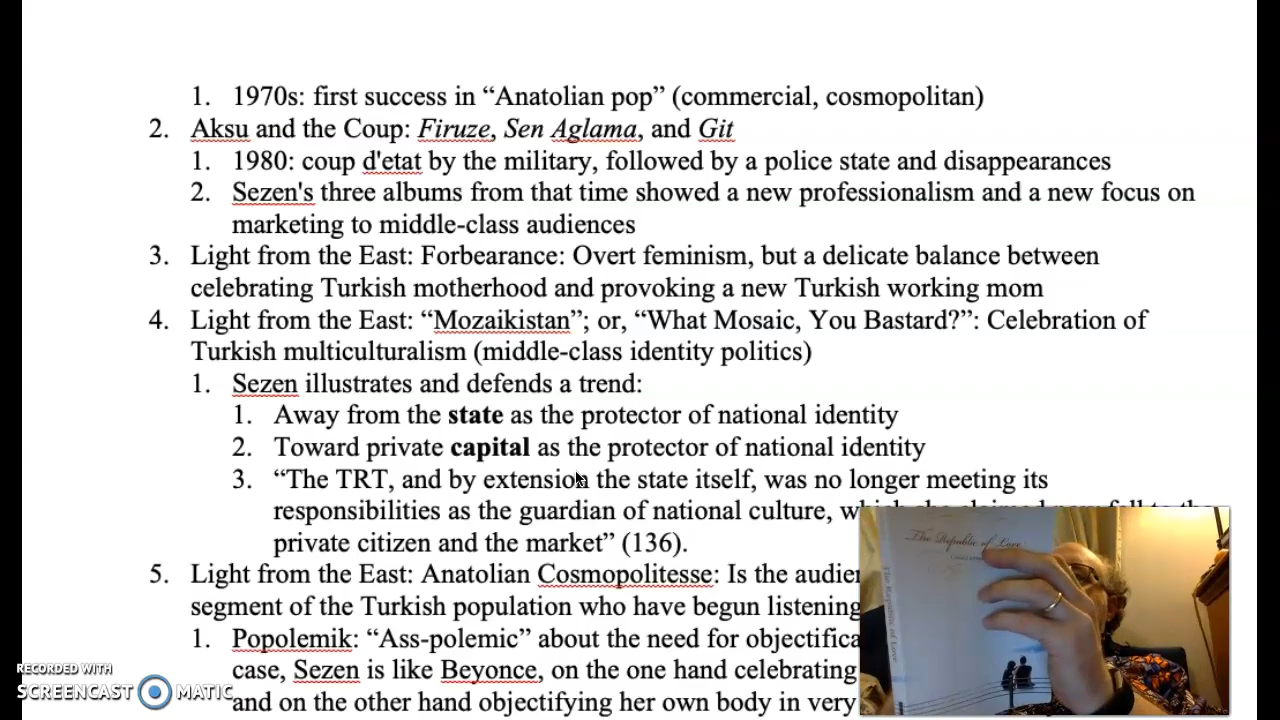 1. 1970s: first success in “Anatolian pop” (commercial, cosmopolitan)
2. Aksu and the Coup: Firuze, Sen Aglama, and Git
1. 1980: coup d'etat by the military, followed by a police state and disappearances
2. Sezen's three albums from that time showed a new professionalism and a new focus on
marketing to middle-class audiences
3. Light from the East: Forbearance: Overt feminism, but a delicate balance between
celebrating Turkish motherhood and provoking a new Turkish working mom
4. Light from the East: “Mozaikistan”; or, “What Mosaic, You Bastard?”: Celebration of
Turkish multiculturalism (middle-class identity politics)
1. Sezen illustrates and defends a trend:
1. Away from the state as the protector of national identity
2. Toward private capital as the protector of national identity
3. “The TRT, and by extension the state itself, was no longer meeting its
responsibilities as the guardian of national culture,
private citizen and the market” (136).
5. Light from the East: Anatolian Cosmopolitesse: Is the
segment of the Turkish population who have begun listening
1. Popolemik: “Ass-polemic” about the need for
case, Sezen is like Beyonce, on the one hand celebrating
and on the other hand objectifying her own body in very
The Republic of Love
The Republic of Love
RECORDED WITH
SCREENCAST MATIC